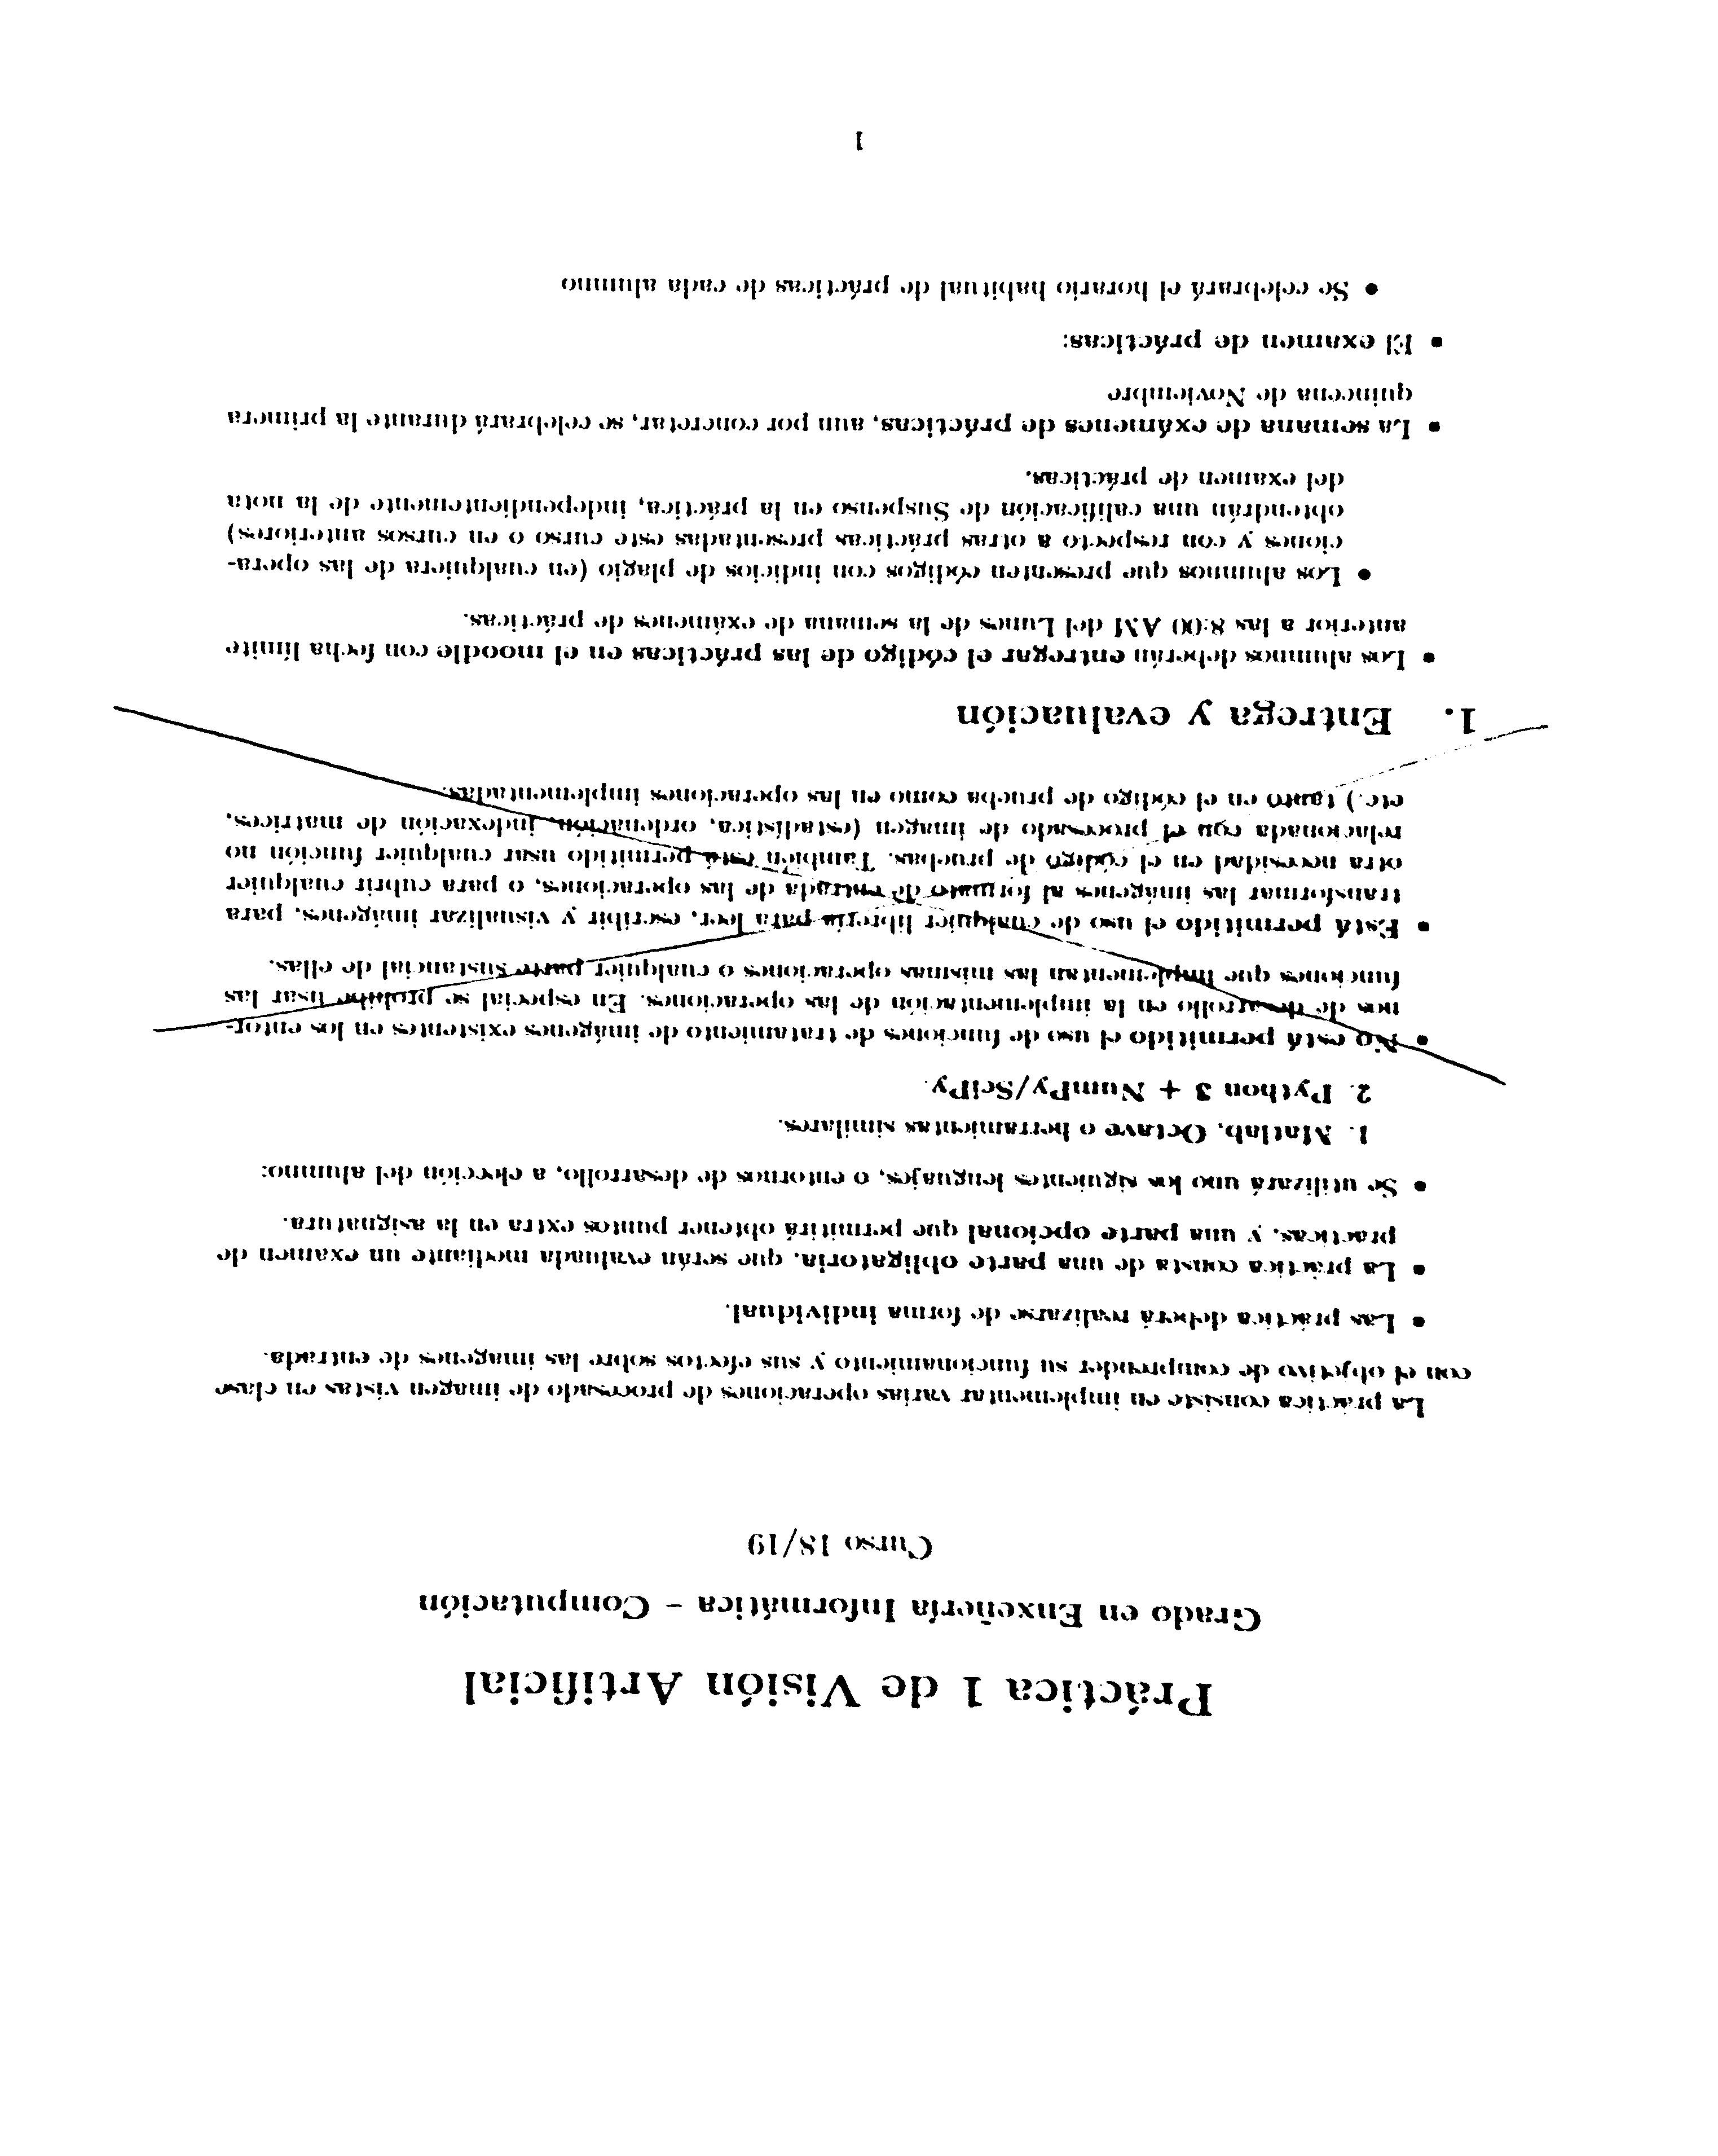 Práctica 1 de Visión Artificial
Grado en Enxeñería Informática – Computación
Curso 18/19
La práctica consiste en implementar varias operaciones de procesado de imagen vistas en clase
con el objetivo de comprender su funcionamiento y sus efectos sobre las imagenes de entrada.
• Las práctica deberá realizarse de forma individual.
• La práctica consta de una parte obligatoria, que serán evaluada mediante un examen de
practicas, y una parte opcional que permitirá obtener puntos extra en la asignatura.
• Se utilizará uno los siguientes lenguajes, o entornos de desarrollo, a elección del alumno:
1. Matlab, Octave o herramientas similares.
2. Python 3 + NumPy/SciPy.
• No está permitido el uso de funciones de tratamiento de imágenes existentes en los entor-
nos de desarrollo en la implementación de las operaciones. En especial se prohibe usar las
funciones que implementan las mismas operaciones o cualquier parte sustancial de ellas.
• Está permitido el uso de cualquier librería para leer, escribir y visualizar imágenes, para
transformar las imágenes al formato de entrada de las operaciones, o para cubrir cualquier
otra necesidad en el código de pruebas. También está permitido usar cualquier función no
relacionada con el procesado de imagen (estadística, ordenación, indexación de matrices,
etc.) tanto en el código de prueba como en las operaciones implementadas.
1. Entrega y evaluación
• Los alumnos deberán entregar el código de las prácticas en el moodle con fecha límite
anterior a las 8:00 AM del Lunes de la semana de exámenes de prácticas.
• Los alumnos que presenten códigos con indicios de plagio (en cualquiera de las opera-
ciones y con respecto a otras prácticas presentadas este curso o en cursos anteriores)
obtendrán una calificación de Suspenso en la práctica, independientemente de la nota
del examen de prácticas.
• La semana de exámenes de prácticas, aun por concretar, se celebrará durante la primera
quincena de Noviembre
• El examen de prácticas:
• Se celebrará el horario habitual de prácticas de cada alumno
1